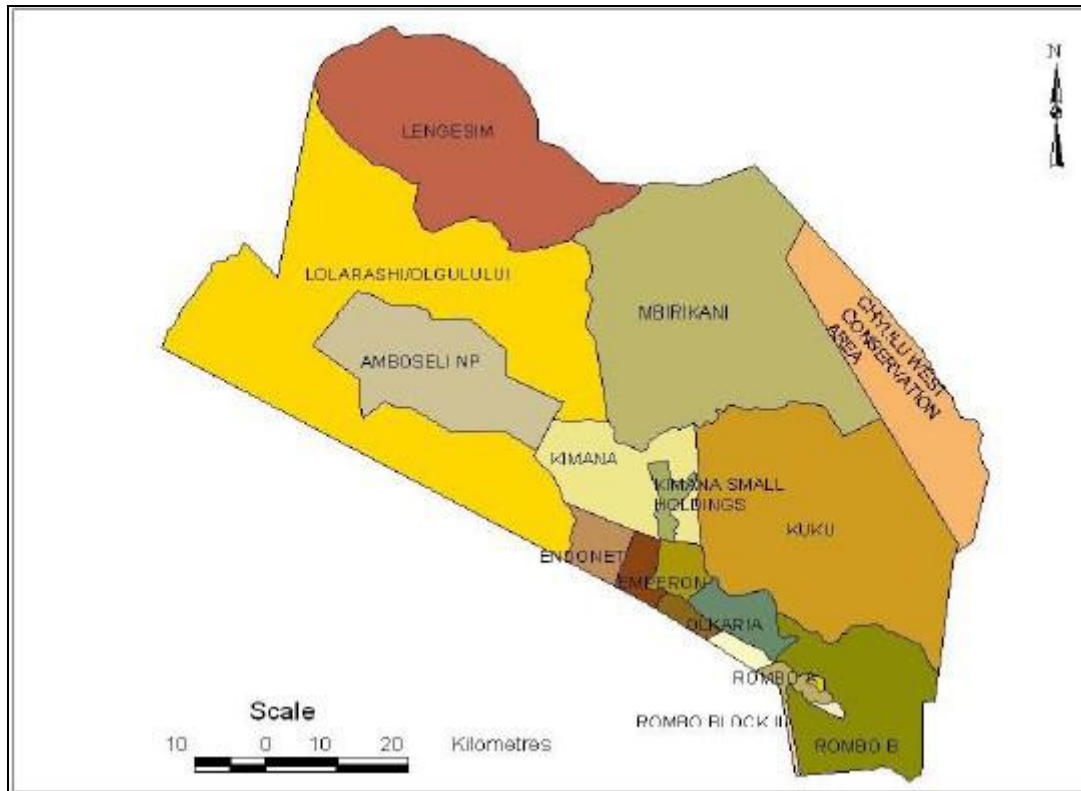 N
LENGESIM
LOLARASHI/OLGULULUI
MBIRIKANI
CHYULU WEST
CONSERVATION
AREA
AMBOSELI NP
KIMANA
KIMANA SMALL
HOLDINGS
KUKU
ENDONET
EMPERON
OLKARIA
ROMBO A
ROMBO BLOCK II
ROMBO B
Scale
10 0 10 20 Kilometres